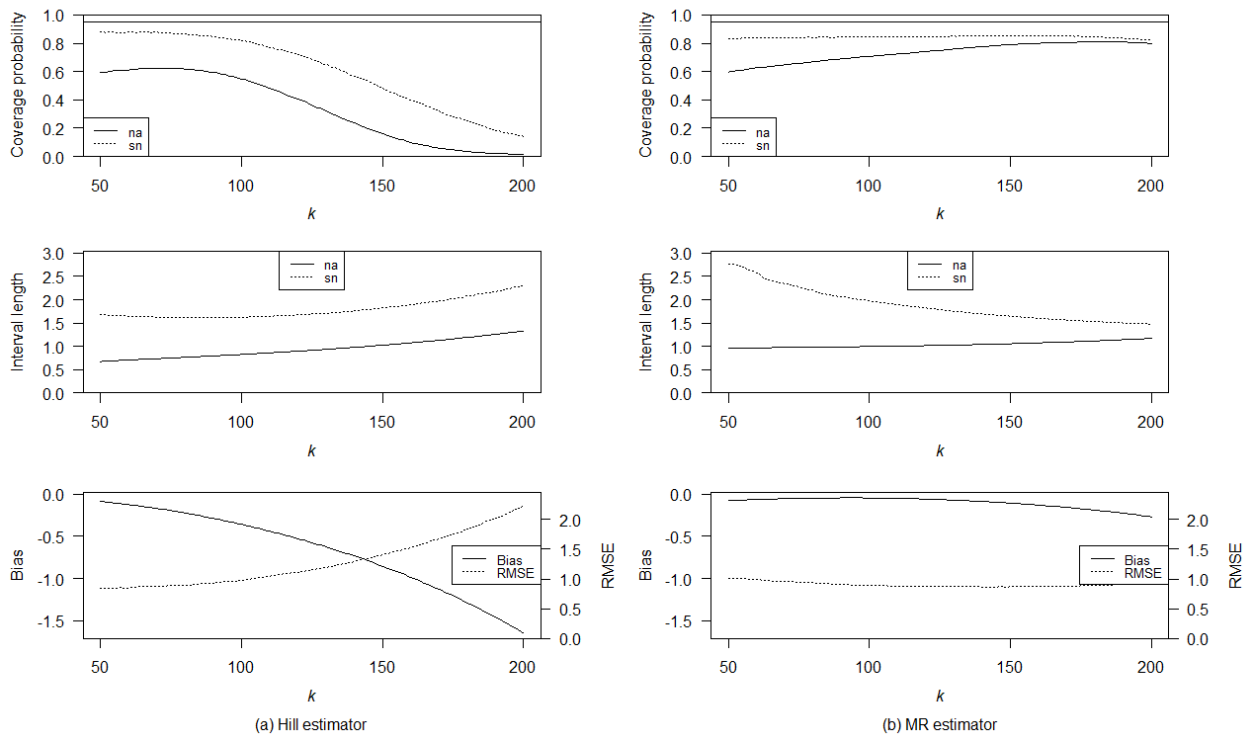 Coverage probability
1.0
0.8
0.6
0.4
0.2
0.0
na
sn
50
100
150
200
k
Interval length
3.0
2.5
2.0
1.5
1.0
0.5
0.0
na
sn
50
100
150
200
k
Bias
0.0
-0.5
-1.0
-1.5
Bias
RMSE
2.0
1.5
1.0
0.5
0.0
RMSE
50
100
150
200
k
(a) Hill estimator
Coverage probability
1.0
0.8
0.6
0.4
0.2
0.0
na
sn
50
100
150
200
k
Interval length
3.0
2.5
2.0
1.5
1.0
0.5
0.0
na
sn
50
100
150
200
k
Bias
0.0
-0.5
-1.0
-1.5
Bias
RMSE
2.0
1.5
1.0
0.5
0.0
RMSE
50
100
150
200
k
(b) MR estimator